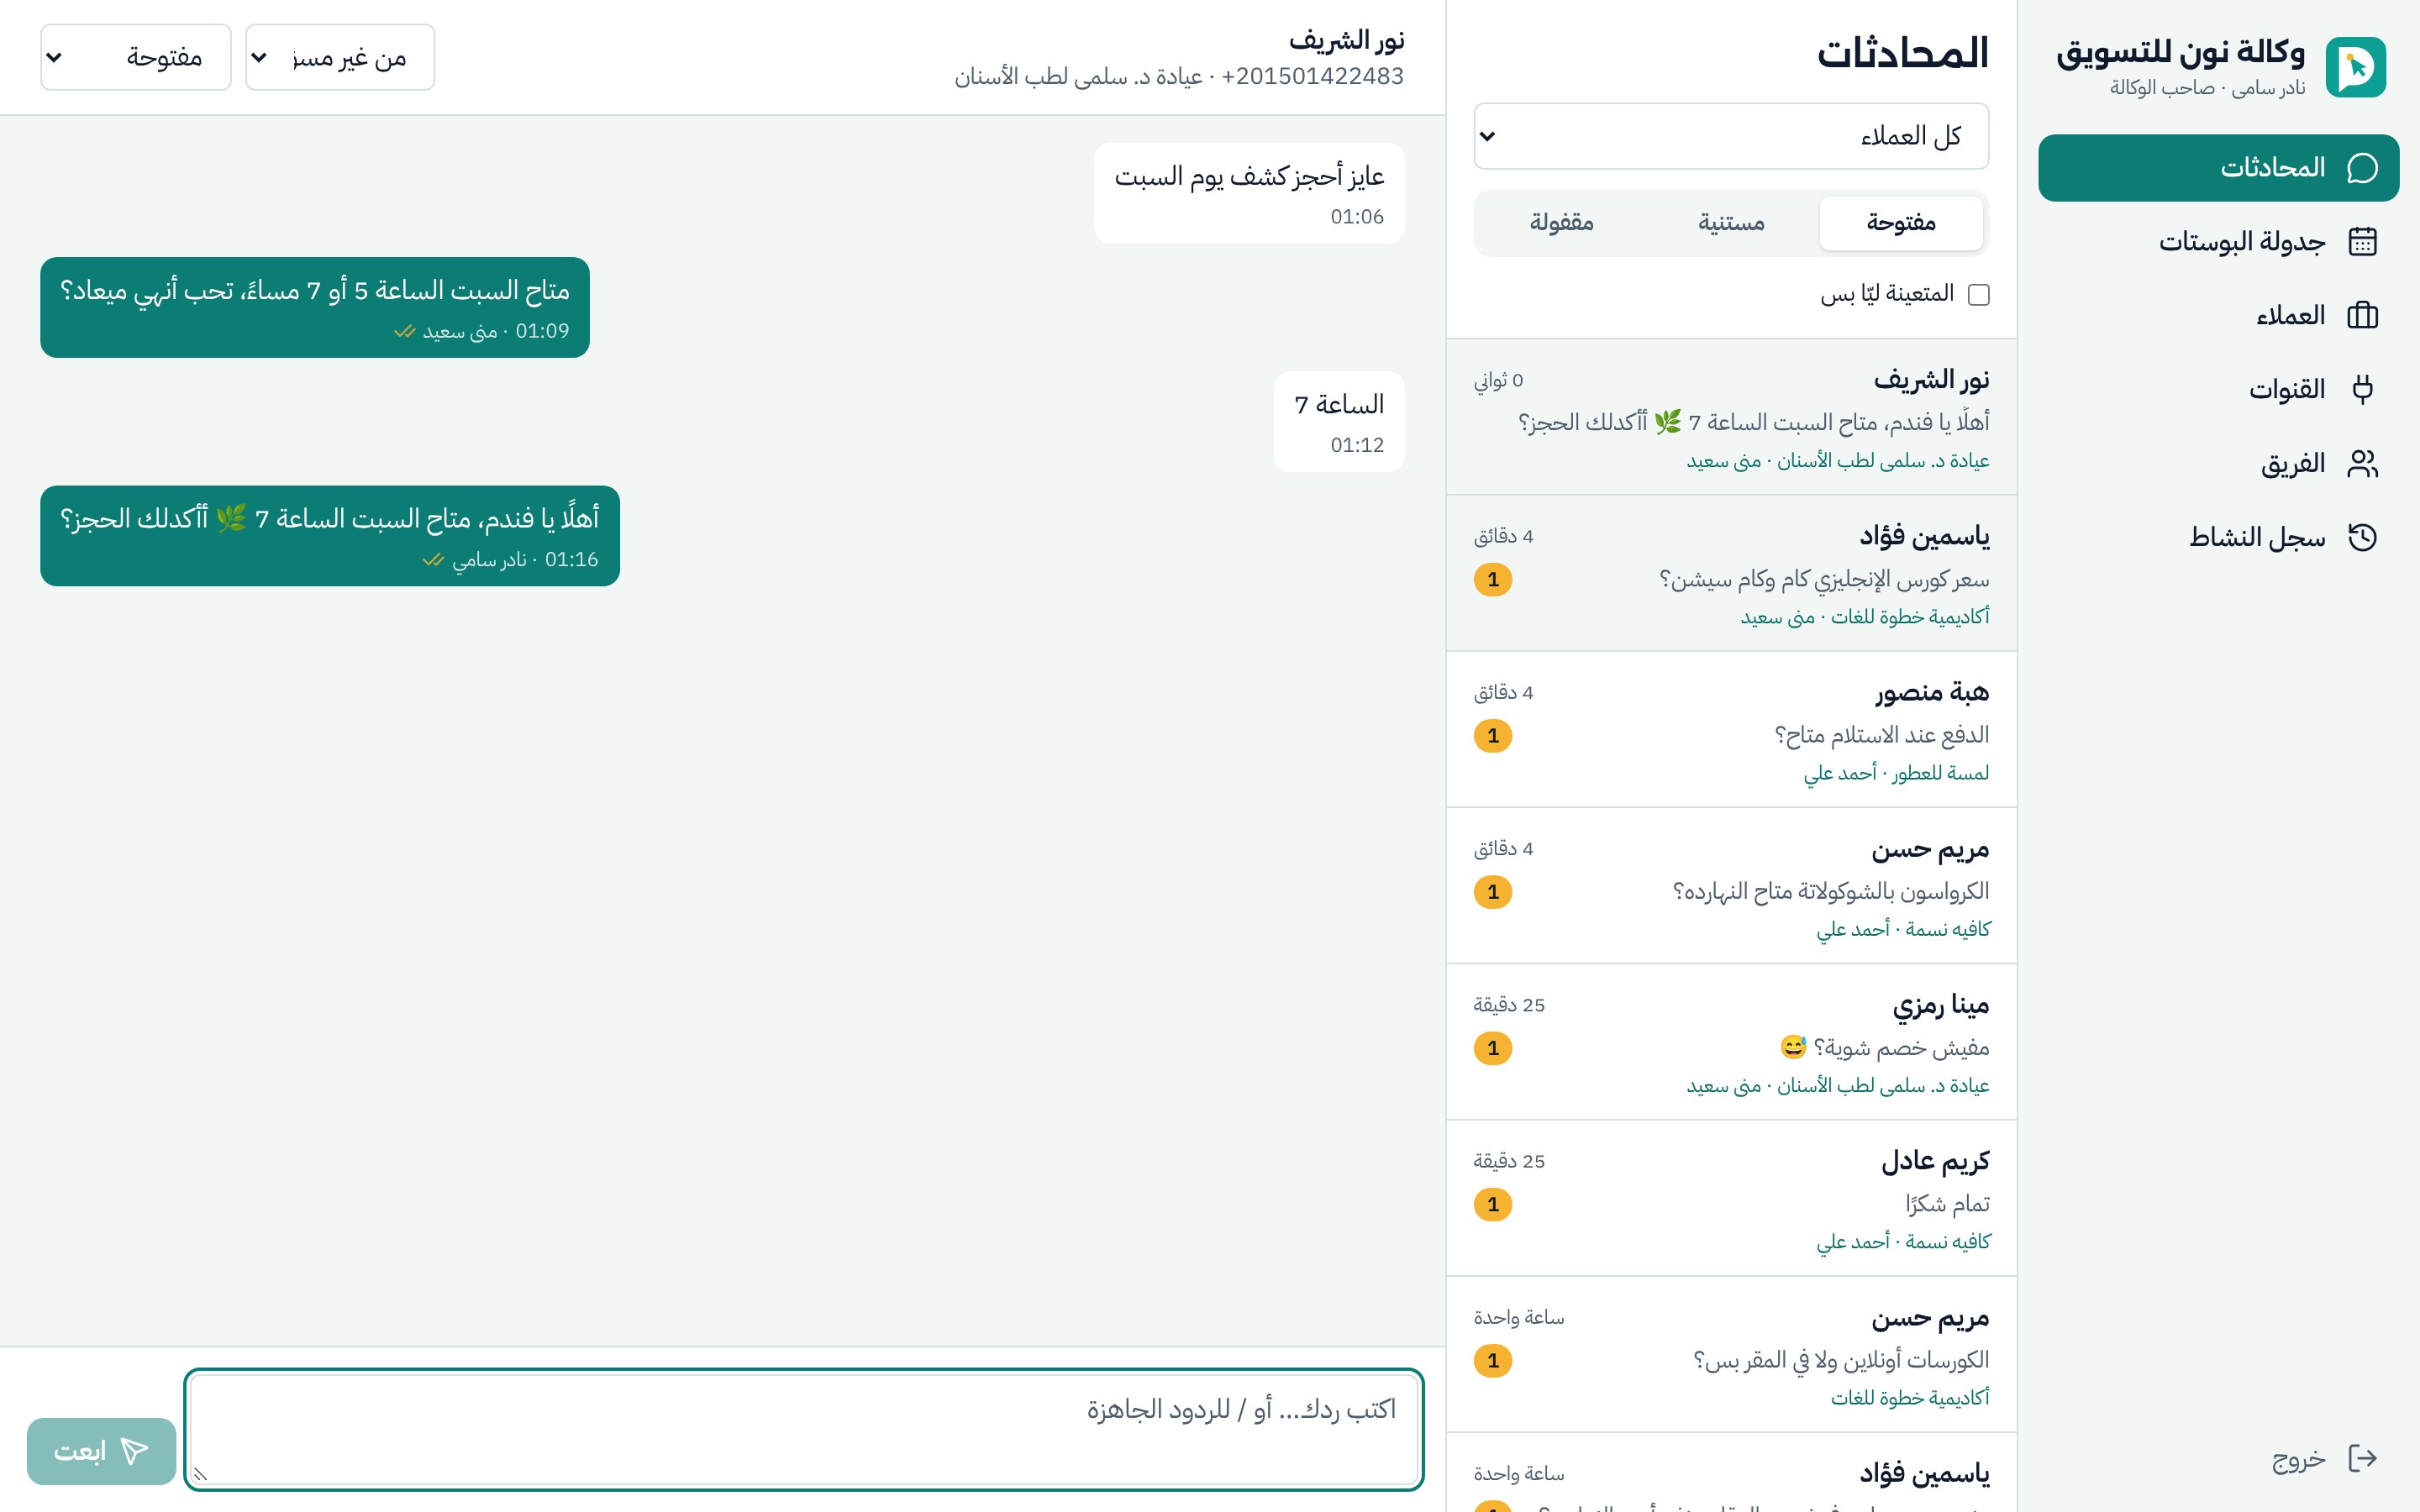 وكالة نون للتسويق
نادر سامي · صاحب الوكالة
المحادثات
جدولة البوستات
العملاء
القنوات
الفريق
سجل النشاط
خروج
المحادثات
كل العملاء
مفتوحة
مستنية
مقفولة
المتعينة ليّا بس
نور الشريف
0 ثواني
أهلًا يا فندم، متاح السبت الساعة 7 🌿 أأكدلك الحجز؟
عيادة د. سلمى لطب الأسنان · منى سعيد
ياسمين فؤاد
4 دقائق
سعر كورس الإنجليزي كام وكام سيشن؟
1
أكاديمية خطوة للغات · منى سعيد
هبة منصور
4 دقائق
الدفع عند الاستلام متاح؟
1
لمسة للعطور · أحمد علي
مريم حسن
4 دقائق
الكرواسون بالشوكولاتة متاح النهارده؟
1
كافيه نسمة · أحمد علي
مينا رمزي
25 دقيقة
مفيش خصم شوية؟ 😅
1
عيادة د. سلمى لطب الأسنان · منى سعيد
كريم عادل
25 دقيقة
تمام شكرًا
1
كافيه نسمة · أحمد علي
مريم حسن
ساعة واحدة
الكورسات أونلاين ولا في المقر بس؟
1
أكاديمية خطوة للغات
ياسمين فؤاد
ساعة واحدة
نور الشريف
+201501422483 · عيادة د. سلمى لطب الأسنان
من غير
مفتوحة
عايز أحجز كشف يوم السبت
01:06
متاح السبت الساعة 5 أو 7 مساءً، تحب أنهي ميعاد؟
01:09 · منى سعيد
الساعة 7
01:12
أهلًا يا فندم، متاح السبت الساعة 7 🌿 أأكدلك الحجز؟
01:16 · نادر سامي
اكتب ردك... أو / للردود الجاهزة
ابعت